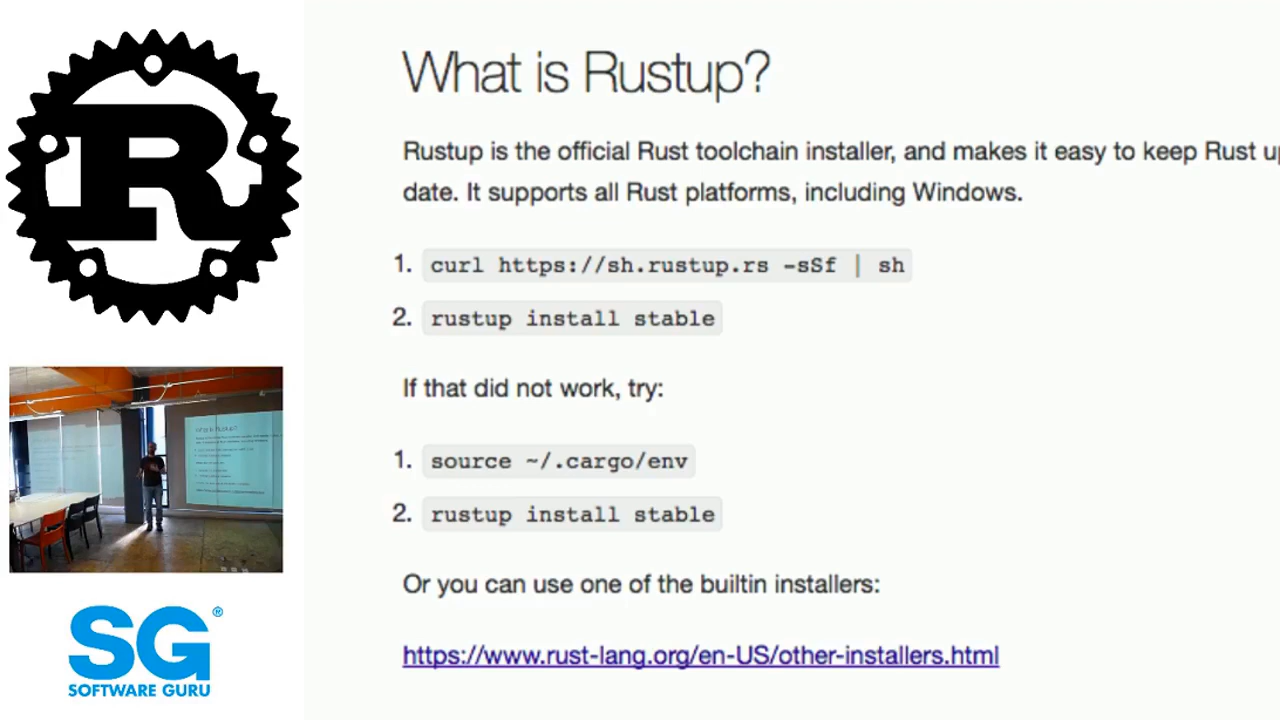 What is Rustup?
Rustup is the official Rust toolchain installer, and makes it easy to keep Rust up
date. It supports all Rust platforms, including Windows.
1. curl https://sh.rustup.rs -sSf | sh
2. rustup install stable
If that did not work, try:
1. source ~/.cargo/env
2. rustup install stable
Or you can use one of the builtin installers:
https://www.rust-lang.org/en-US/other-installers.html
R
What is Rustup?
SG®
SOFTWARE GURU